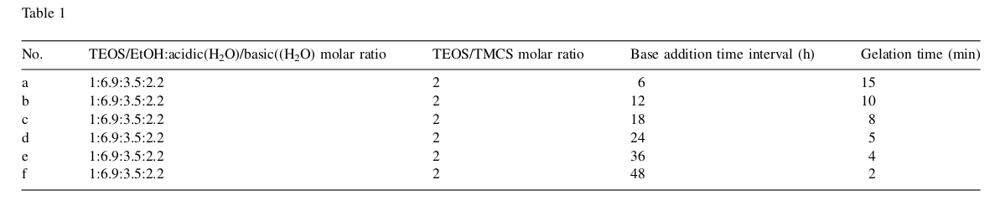 Table 1
No. TEOS/EtOH:acidic(H₂O)/basic((H₂O) molar ratio TEOS/TMCS molar ratio Base addition time interval (h) Gelation time (min)
a 1:6.9:3.5:2.2 2 6 15
b 1:6.9:3.5:2.2 2 12 10
c 1:6.9:3.5:2.2 2 18 8
d 1:6.9:3.5:2.2 2 24 5
e 1:6.9:3.5:2.2 2 36 4
f 1:6.9:3.5:2.2 2 48 2